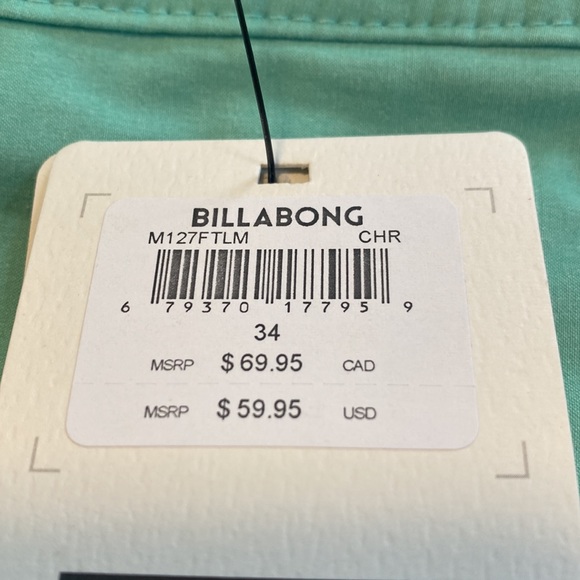 BILLABONG
M127FTLM CHR
6 79370 17795 9
34
MSRP $69.95 CAD
MSRP $59.95 USD